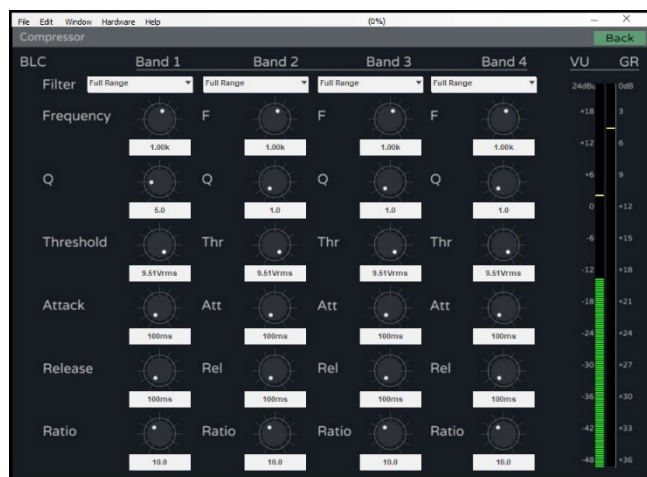 File Edit Window Hardware Help (0%)
Compressor Back
BLC Band 1 Band 2 Band 3 Band 4 VU GR
Filter Full Range Full Range Full Range Full Range 24dBu 0dB
Frequency F F F +18 3
1.00k 1.00k 1.00k 1.00k +12 6
Q Q Q Q +6 9
5.0 1.0 1.0 1.0 0 +12
Threshold Thr Thr Thr -6 +15
9.51Vrms 9.51Vrms 9.51Vrms 9.51Vrms -12 +18
Attack Att Att Att -18 +21
100ms 100ms 100ms 100ms -24 +24
Release Rel Rel Rel -30 +27
100ms 100ms 100ms 100ms -36 +30
Ratio Ratio Ratio Ratio -42 +33
10.0 10.0 10.0 10.0 -48 +36